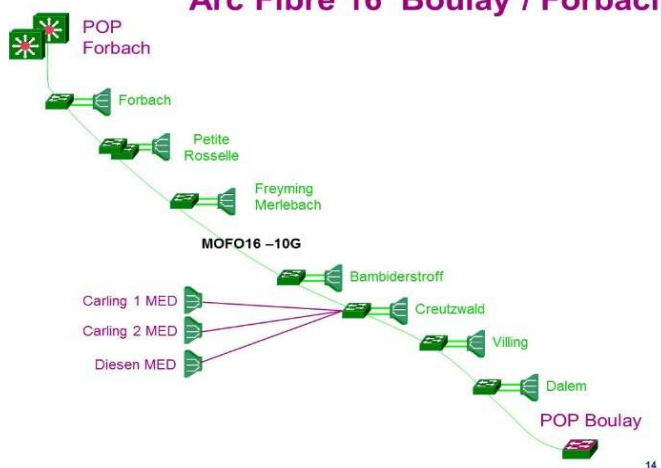 Arc Fibre 16 Boulay / Forbach
POP
Forbach
Forbach
Petite
Rosselle
Freyming
Merlebach
MOFO16 –10G
Bambiderstroff
Carling 1 MED
Creutzwald
Carling 2 MED
Villing
Diesen MED
Dalem
POP Boulay
14